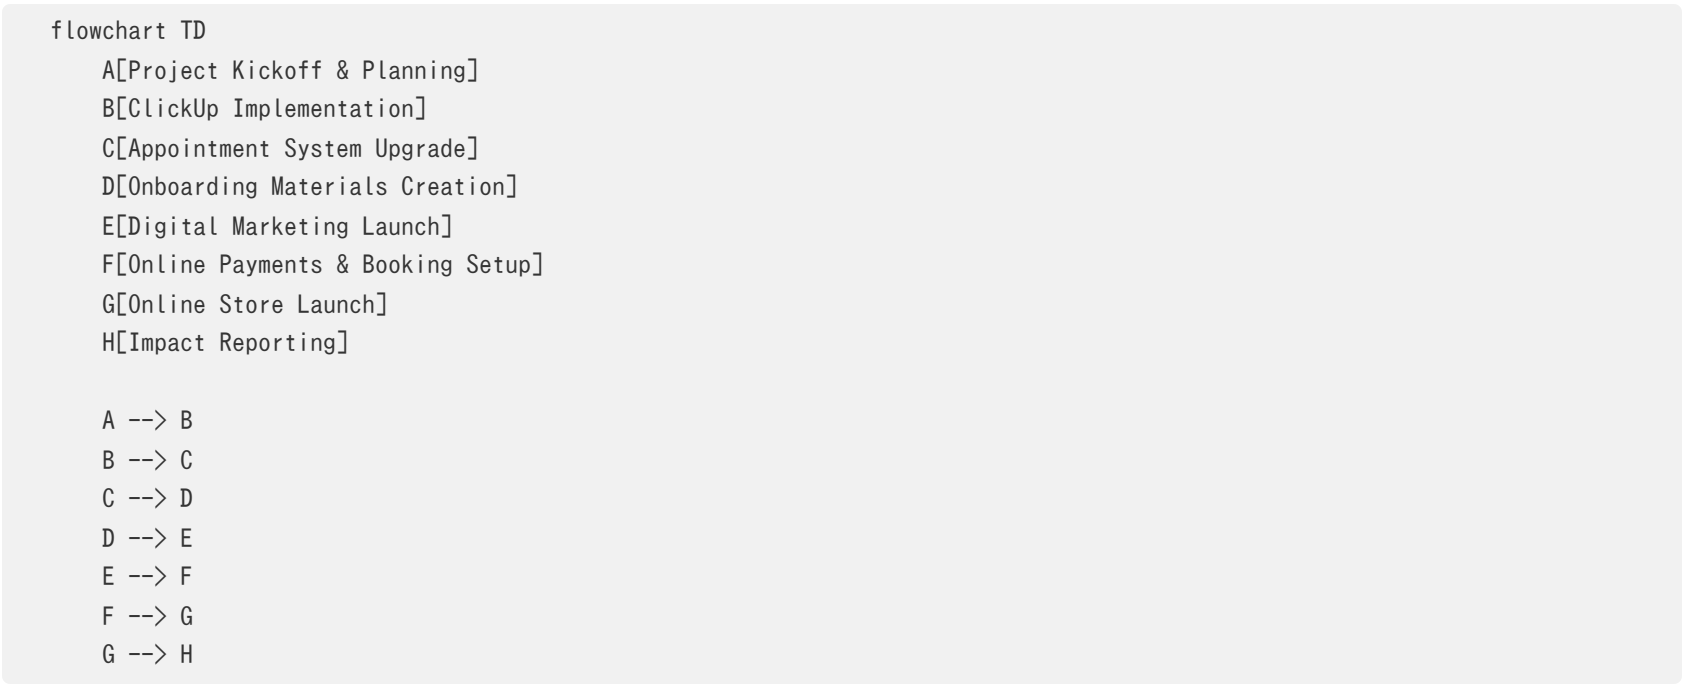 flowchart TD
A[Project Kickoff & Planning]
B[ClickUp Implementation]
C[Appointment System Upgrade]
D[Onboarding Materials Creation]
E[Digital Marketing Launch]
F[Online Payments & Booking Setup]
G[Online Store Launch]
H[Impact Reporting]
A --> B
B --> C
C --> D
D --> E
E --> F
F --> G
G --> H